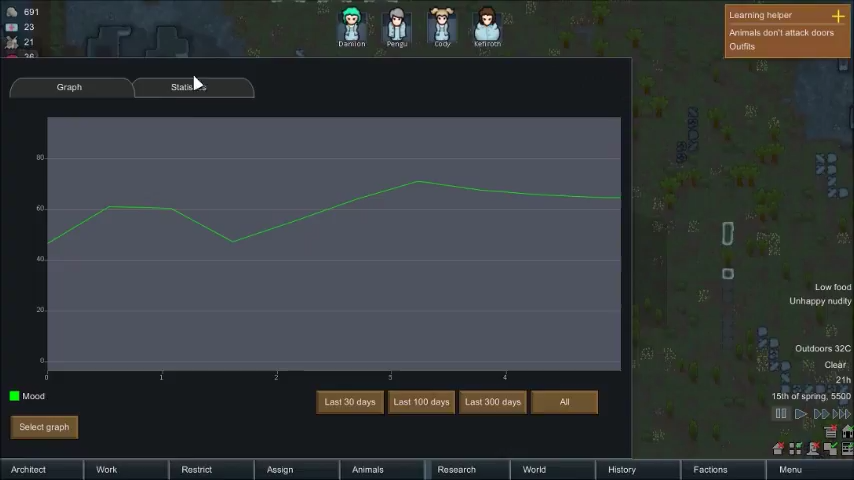 691
23
21
Damion
Pengu
Cody
Learning helper
Animals don't attack doors
Outfits
Graph
80
60
40
20
0
0
1
2
3
4
Mood
Last 30 days
Last 100 days
Last 300 days
All
Select graph
Low food
Unhappy nudity
Outdoors 32C
Clear
21h
15th of spring, 5500
Architect
Work
Restrict
Assign
Animals
Research
World
History
Factions
Menu